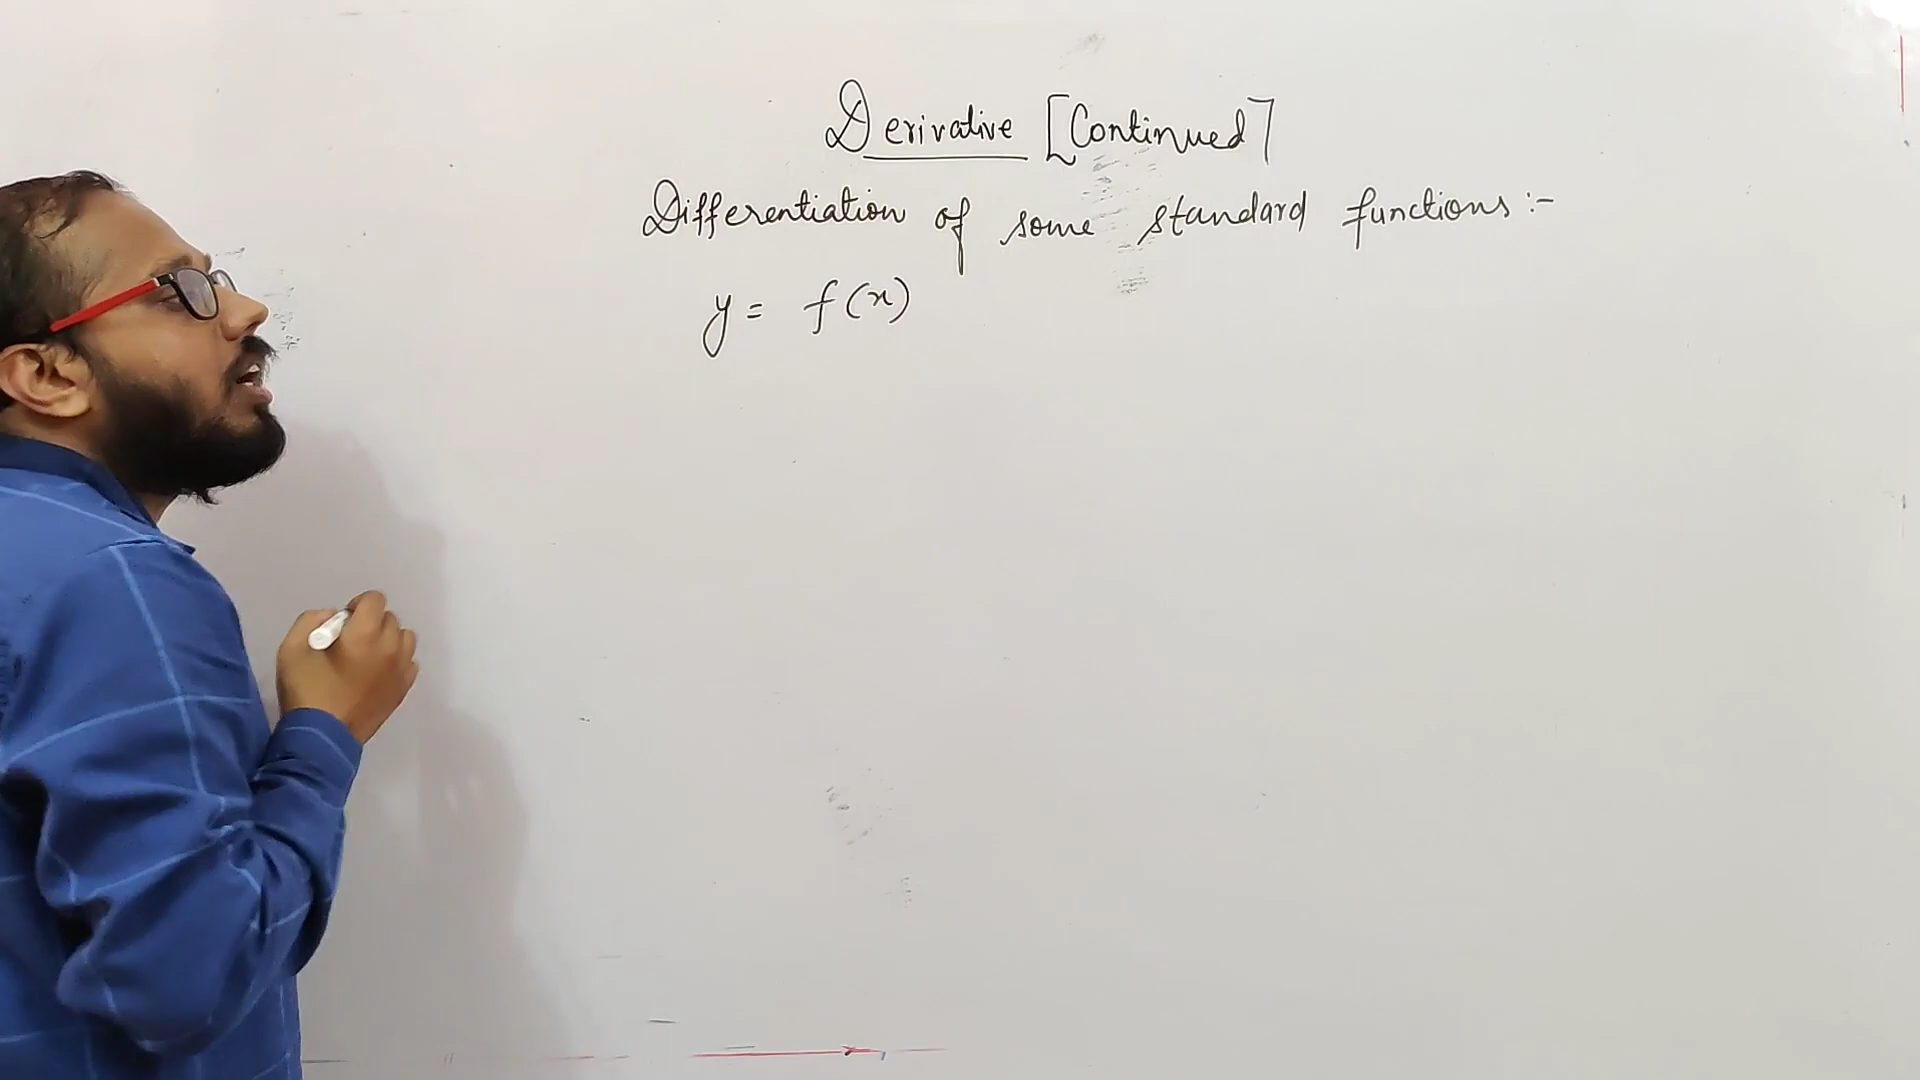 Derivative [Continued]
Differentiation of some standard functions :-
y = f(x)